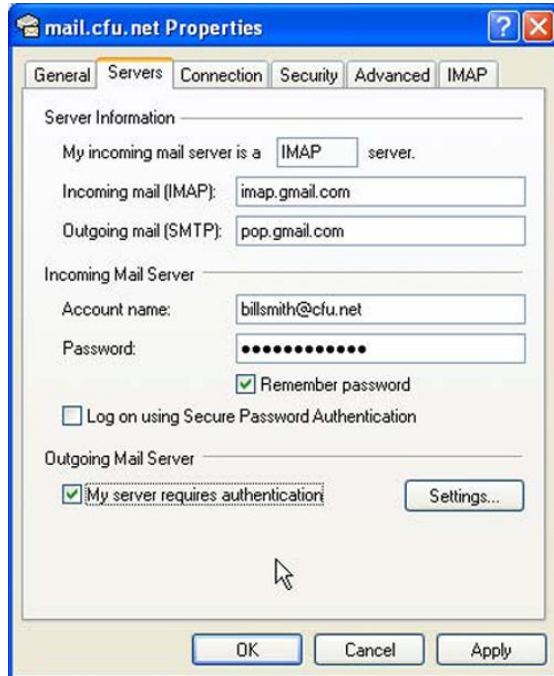 mail.cfu.net Properties
General Servers Connection Security Advanced IMAP
Server Information
My incoming mail server is a IMAP server.
Incoming mail (IMAP): imap.gmail.com
Outgoing mail (SMTP): pop.gmail.com
Incoming Mail Server
Account name: billsmith@cfu.net
Password: ●●●●●●●●●●●●
Remember password
Log on using Secure Password Authentication
Outgoing Mail Server
My server requires authentication Settings...
OK Cancel Apply